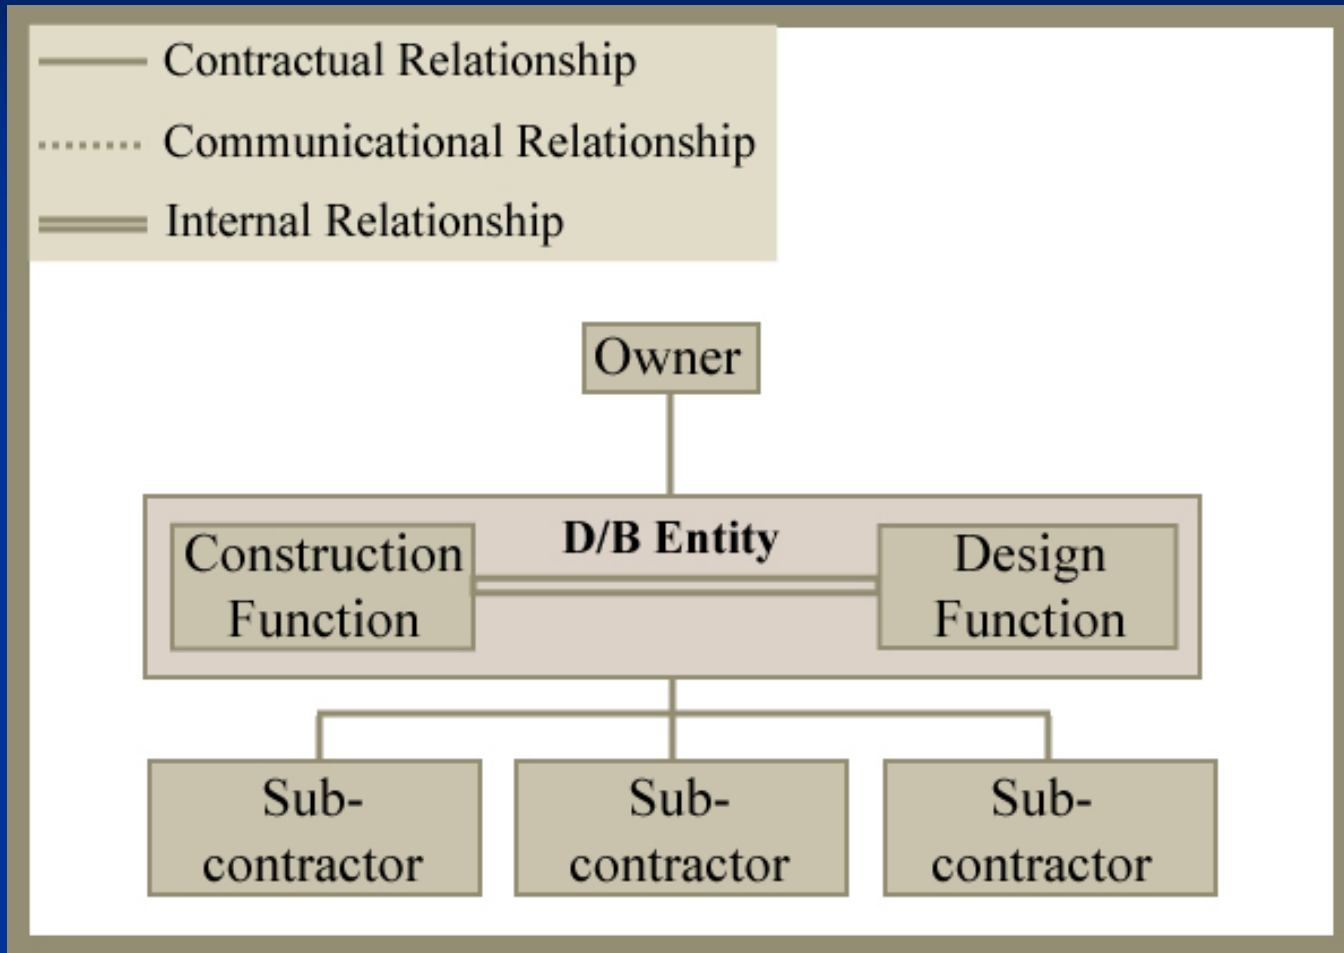 Contractual Relationship
Communicational Relationship
Internal Relationship
Owner
D/B Entity
Construction
Function
Design
Function
Sub-
contractor
Sub-
contractor
Sub-
contractor